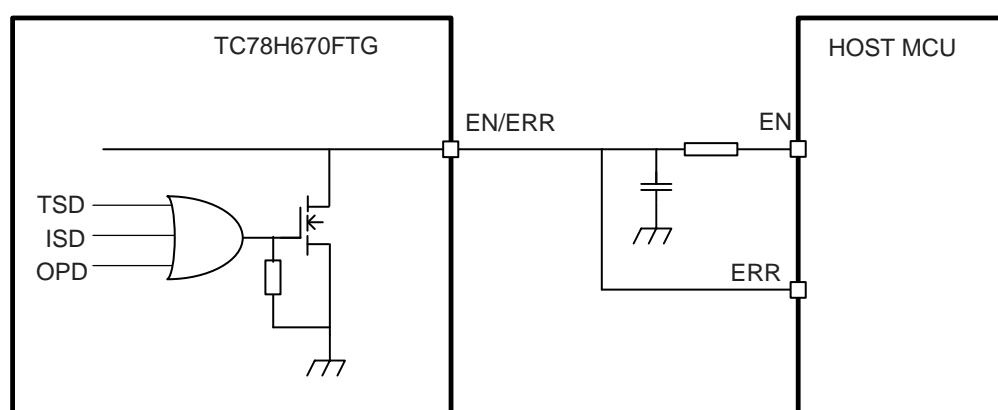 TC78H670FTG
HOST MCU
EN/ERR
EN
TSD
ISD
OPD
ERR